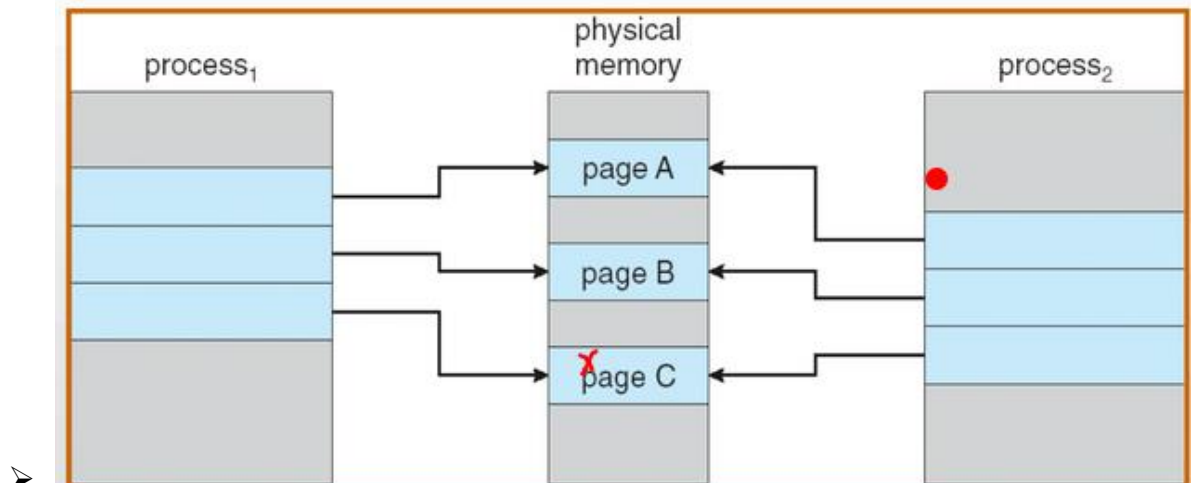 process₁
physical
memory
process₂
page A
page B
x
page C
➢